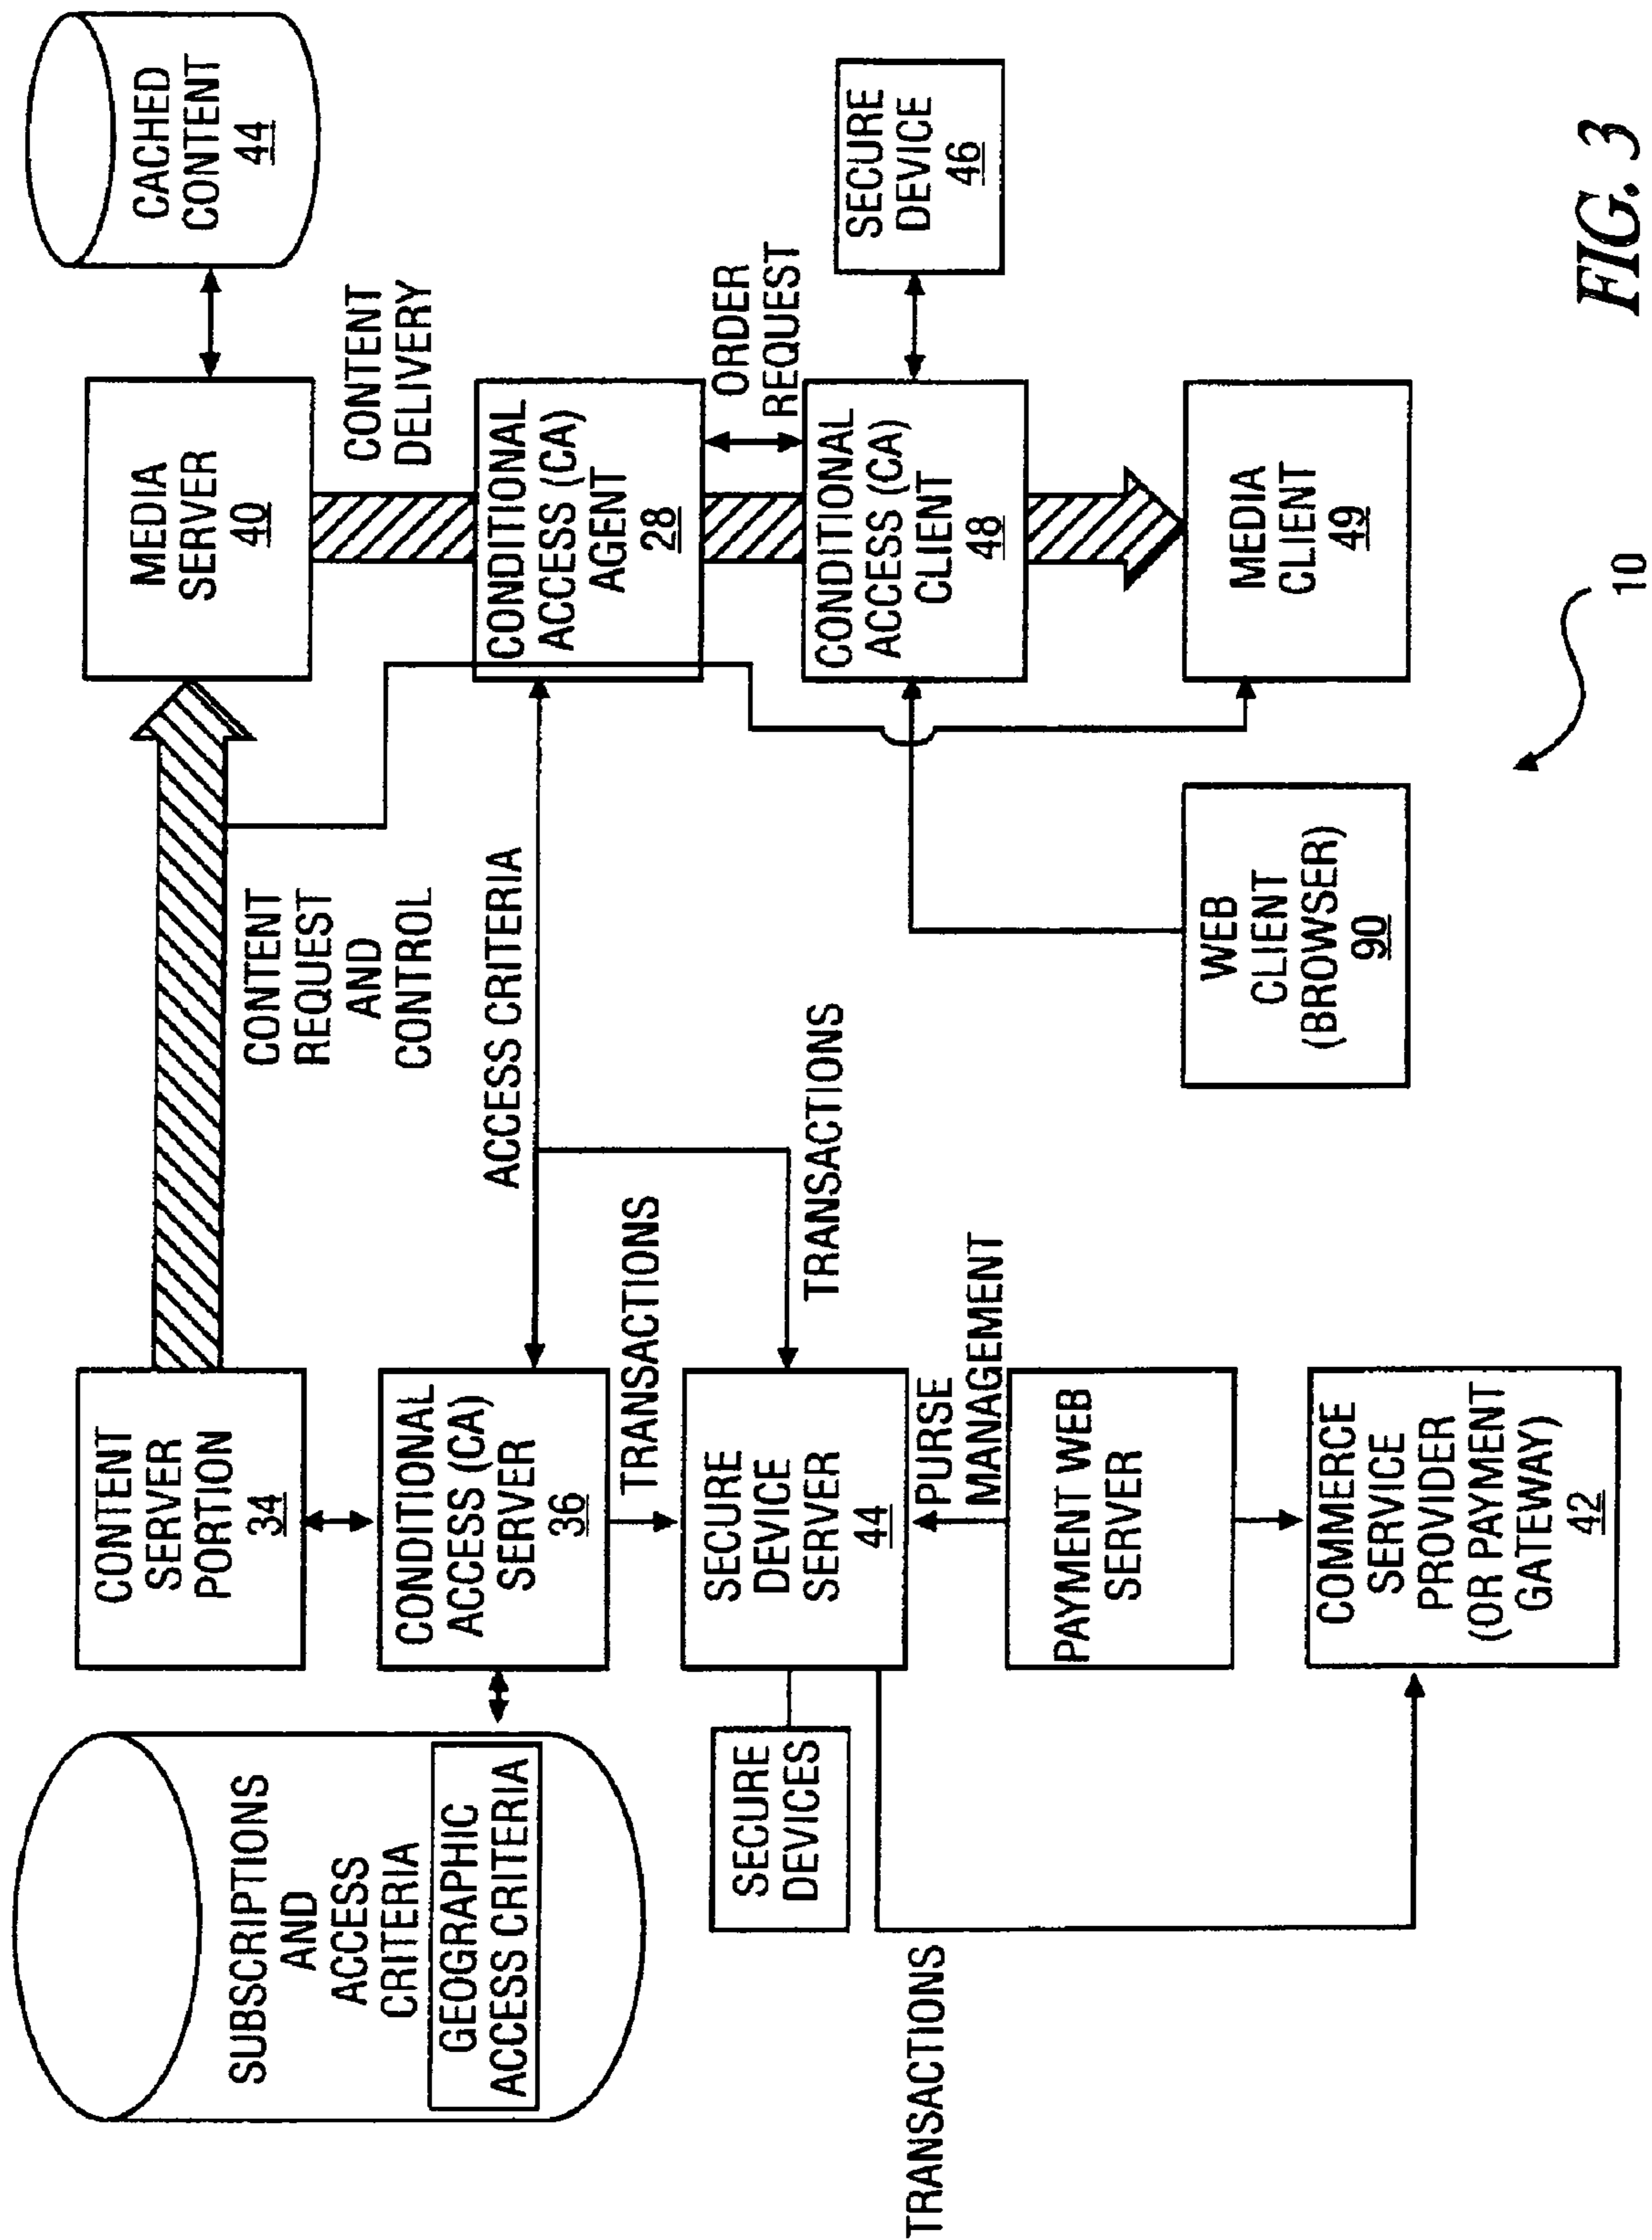 SUBSCRIPTIONS
AND
ACCESS
CRITERIA
GEOGRAPHIC
ACCESS CRITERIA
CONTENT
SERVER
PORTION
34
CONDITIONAL
ACCESS (CA)
SERVER
36
TRANSACTIONS
SECURE
DEVICE
SERVER
44
SECURE
DEVICES
TRANSACTIONS
PURSE
MANAGEMENT
PAYMENT WEB
SERVER
COMMERCE
SERVICE
PROVIDER
(OR PAYMENT
GATEWAY)
42
CONTENT
REQUEST
AND
CONTROL
ACCESS CRITERIA
TRANSACTIONS
WEB
CLIENT
(BROWSER)
90
MEDIA
SERVER
40
CACHED
CONTENT
44
CONTENT
DELIVERY
CONDITIONAL
ACCESS (CA)
AGENT
28
ORDER
REQUEST
CONDITIONAL
ACCESS (CA)
CLIENT
48
SECURE
DEVICE
46
MEDIA
CLIENT
49
10
FIG. 3